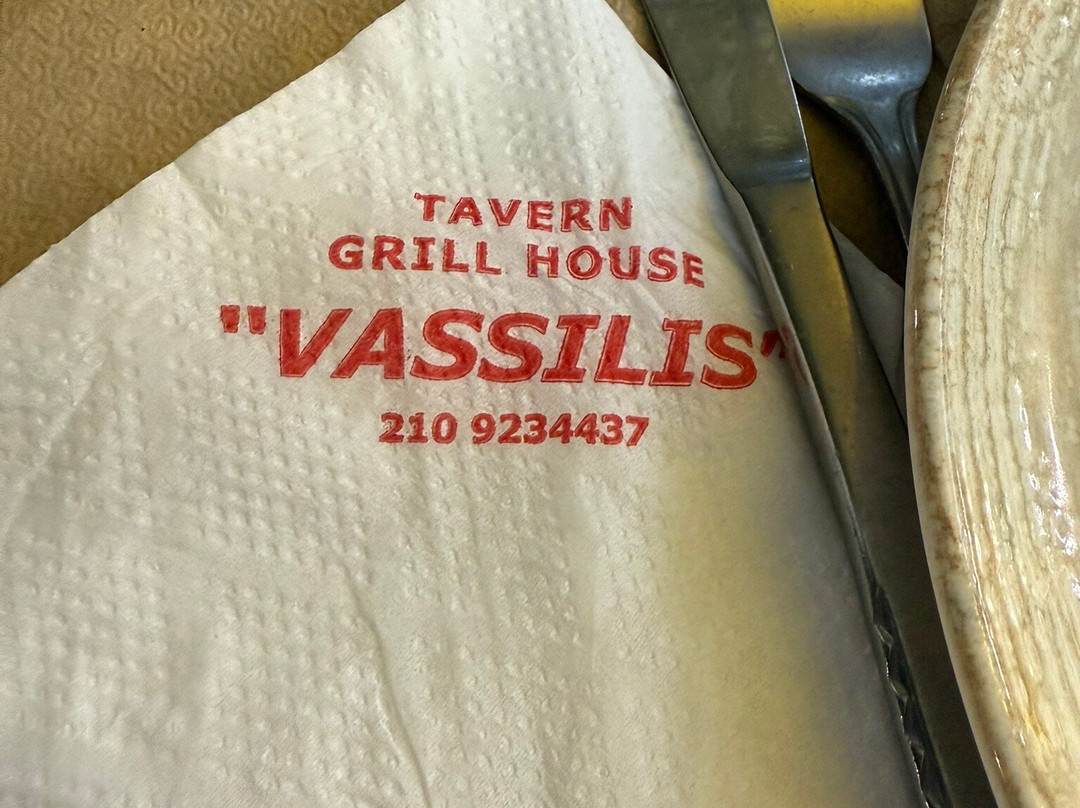 TAVERN
GRILL HOUSE
"VASSILIS"
210 9234437